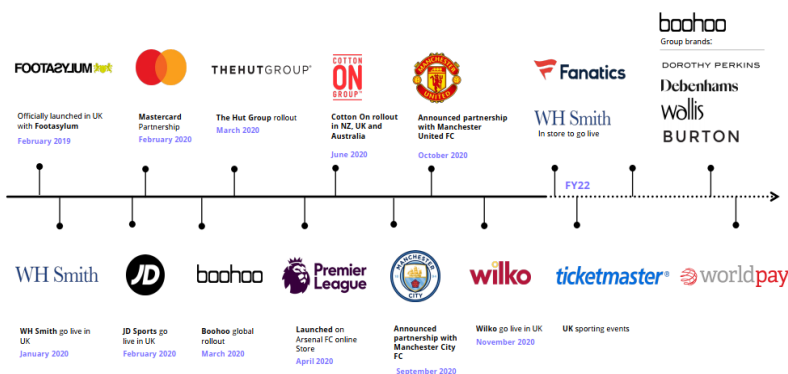 boohoo
Group brands:
FOOTASYLUM
THEHUTGROUP®
COTTON
ON
GROUP™
MANCHESTER
UNITED
Fanatics
WH Smith
In store to go live
DOROTHY PERKINS
Debenhams
wallis
BURTON
Officially launched in UK
with Footasylum
February 2019
Mastercard
Partnership
February 2020
The Hut Group rollout
March 2020
Cotton On rollout
in NZ, UK and
Australia
June 2020
Announced partnership
with Manchester
United FC
October 2020
FY22
WH Smith
JD
boohoo
Premier
League
MANCHESTER
CITY
wilko
ticketmaster®
worldpay
WH Smith go live in
UK
January 2020
JD Sports go
live in UK
February 2020
Boohoo global
rollout
March 2020
Launched on
Arsenal FC online
Store
April 2020
Announced
partnership with
Manchester City
FC
September 2020
Wilko go live in UK
November 2020
UK sporting events